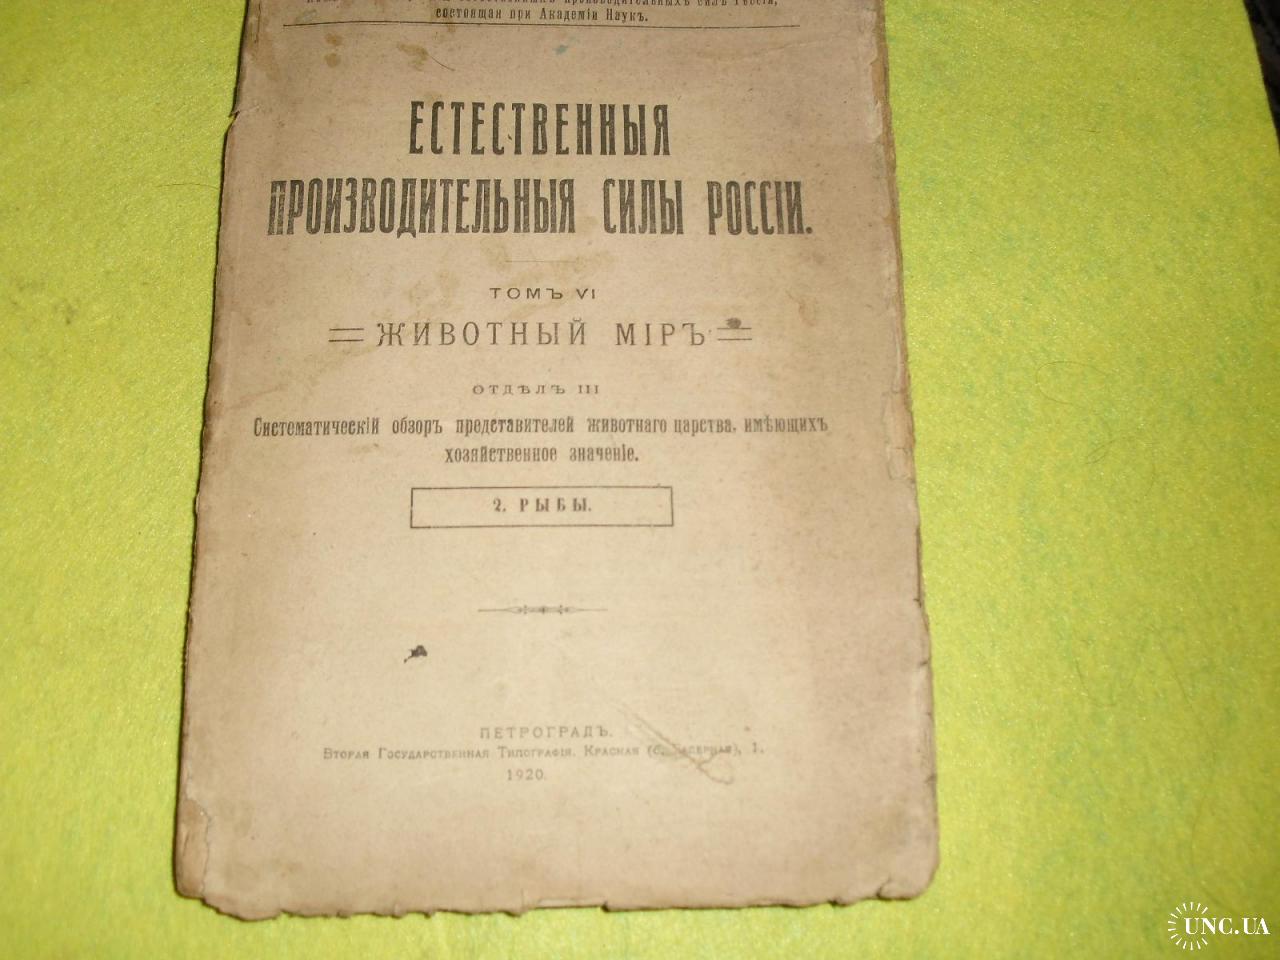 состоящая при Академіи Наукъ.
ЕСТЕСТВЕННЫЯ
ПРОИЗВОДИТЕЛЬНЫЯ СИЛЫ РОССІИ.
ТОМЪ VI
ЖИВОТНЫЙ МІРЪ
ОТДѢЛЪ III
Систематическій обзоръ представителей животнаго царства, имѣющихъ
хозяйственное значеніе.
2. РЫБЫ.
ПЕТРОГРАДЪ.
Вторая Государственная Типографія. Красная (б. ), 1.
1920.
UNC.UA